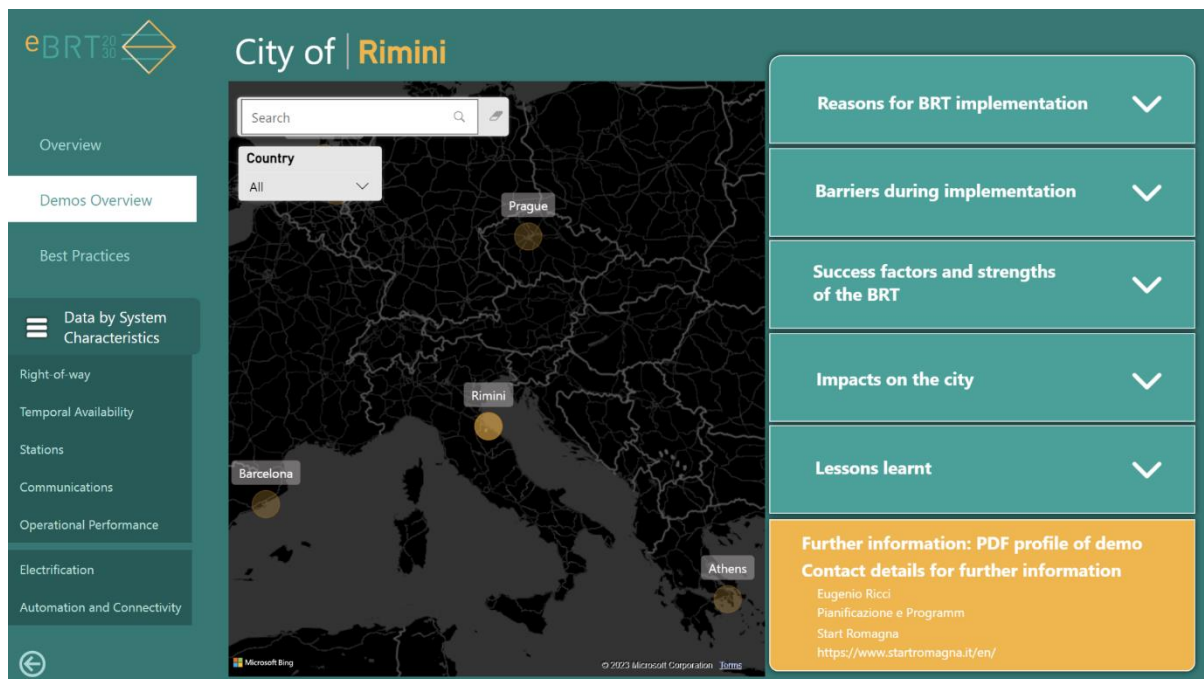 eBRT2030
City of | Rimini
Search
Country
All
Prague
Rimini
Barcelona
Athens
Microsoft Bing
© 2023 Microsoft Corporation Terms
Overview
Demos Overview
Best Practices
Data by System
Characteristics
Right-of-way
Temporal Availability
Stations
Communications
Operational Performance
Electrification
Automation and Connectivity
Reasons for BRT implementation
Barriers during implementation
Success factors and strengths
of the BRT
Impacts on the city
Lessons learnt
Further information: PDF profile of demo
Contact details for further information
Eugenio Ricci
Pianificazione e Programm
Start Romagna
https://www.startromagna.it/en/